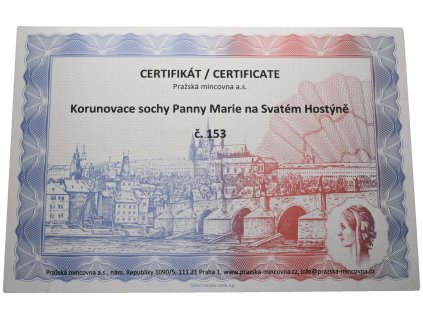 CERTIFIKÁT / CERTIFICATE
Pražská mincovna a.s.
Korunovace sochy Panny Marie na Svatém Hostýně
č. 153
Pražská mincovna a.s., nám. Republiky 1090/5, 111 21 Praha 1, www.prazska-mincovna.cz, info@prazska-mincovna.cz